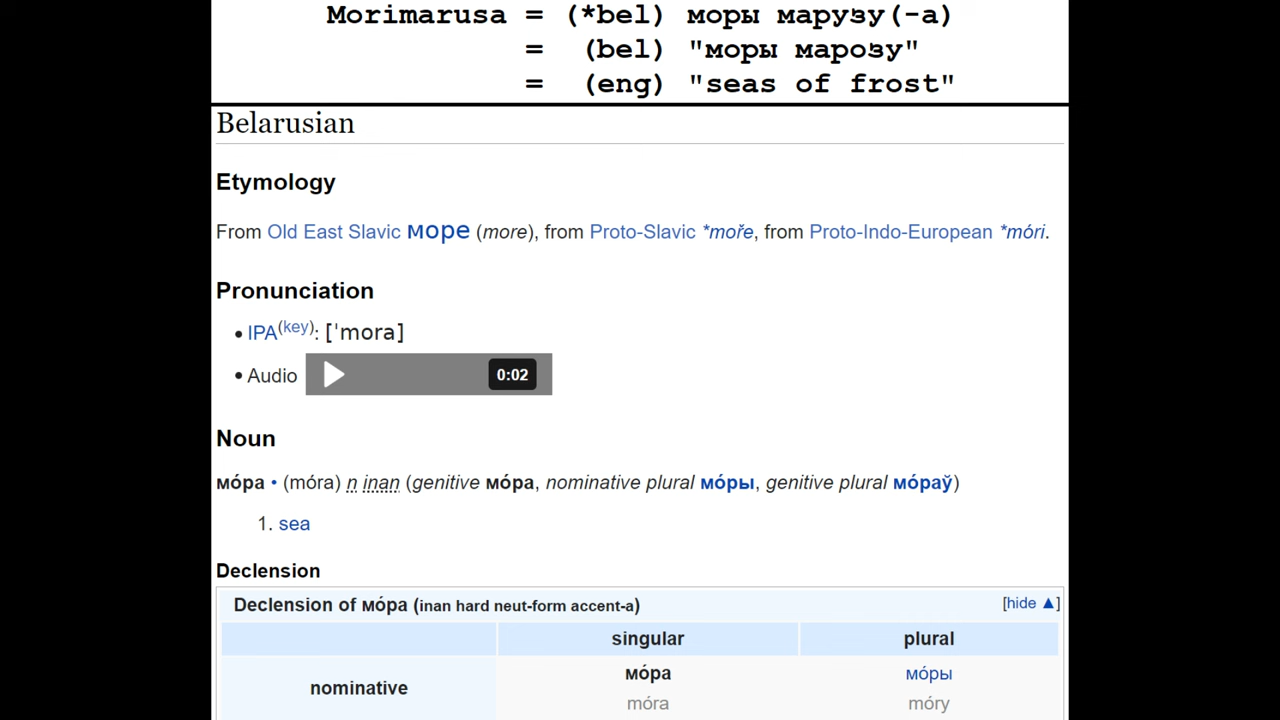 Morimarusa = (*bel) моры марузу(-а)
= (bel) "моры марозу"
= (eng) "seas of frost"
Belarusian
Etymology
From Old East Slavic море (more), from Proto-Slavic *moře, from Proto-Indo-European *móri.
Pronunciation
• IPA(key): [ˈmora]
• Audio 0:02
Noun
мо́ра • (móra) n inan (genitive мо́ра, nominative plural мо́ры, genitive plural мо́раў)
1. sea
Declension
Declension of мо́ра (inan hard neut-form accent-a) [hide ▲]
singular plural
nominative мо́ра мо́ры
móra móry